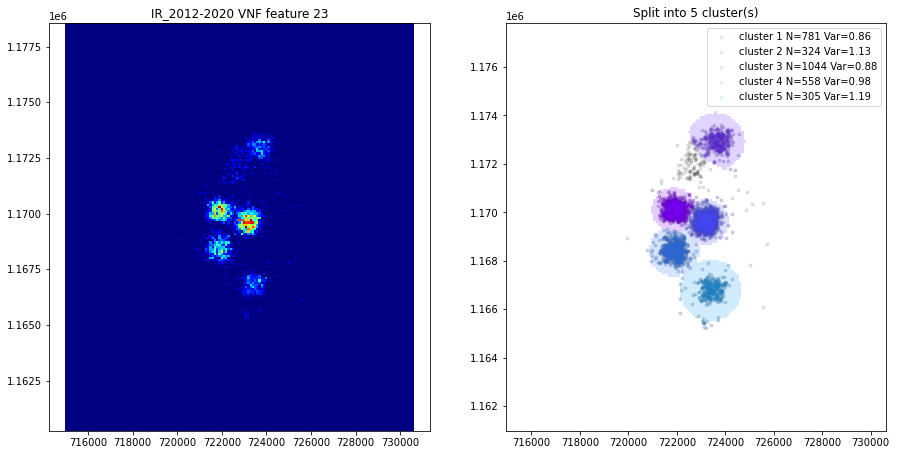 IR_2012-2020 VNF feature 23
1e6
1.1775
1.1750
1.1725
1.1700
1.1675
1.1650
1.1625
716000 718000 720000 722000 724000 726000 728000 730000
Split into 5 cluster(s)
1e6
cluster 1 N=781 Var=0.86
cluster 2 N=324 Var=1.13
cluster 3 N=1044 Var=0.88
cluster 4 N=558 Var=0.98
cluster 5 N=305 Var=1.19
1.176
1.174
1.172
1.170
1.168
1.166
1.164
1.162
716000 718000 720000 722000 724000 726000 728000 730000